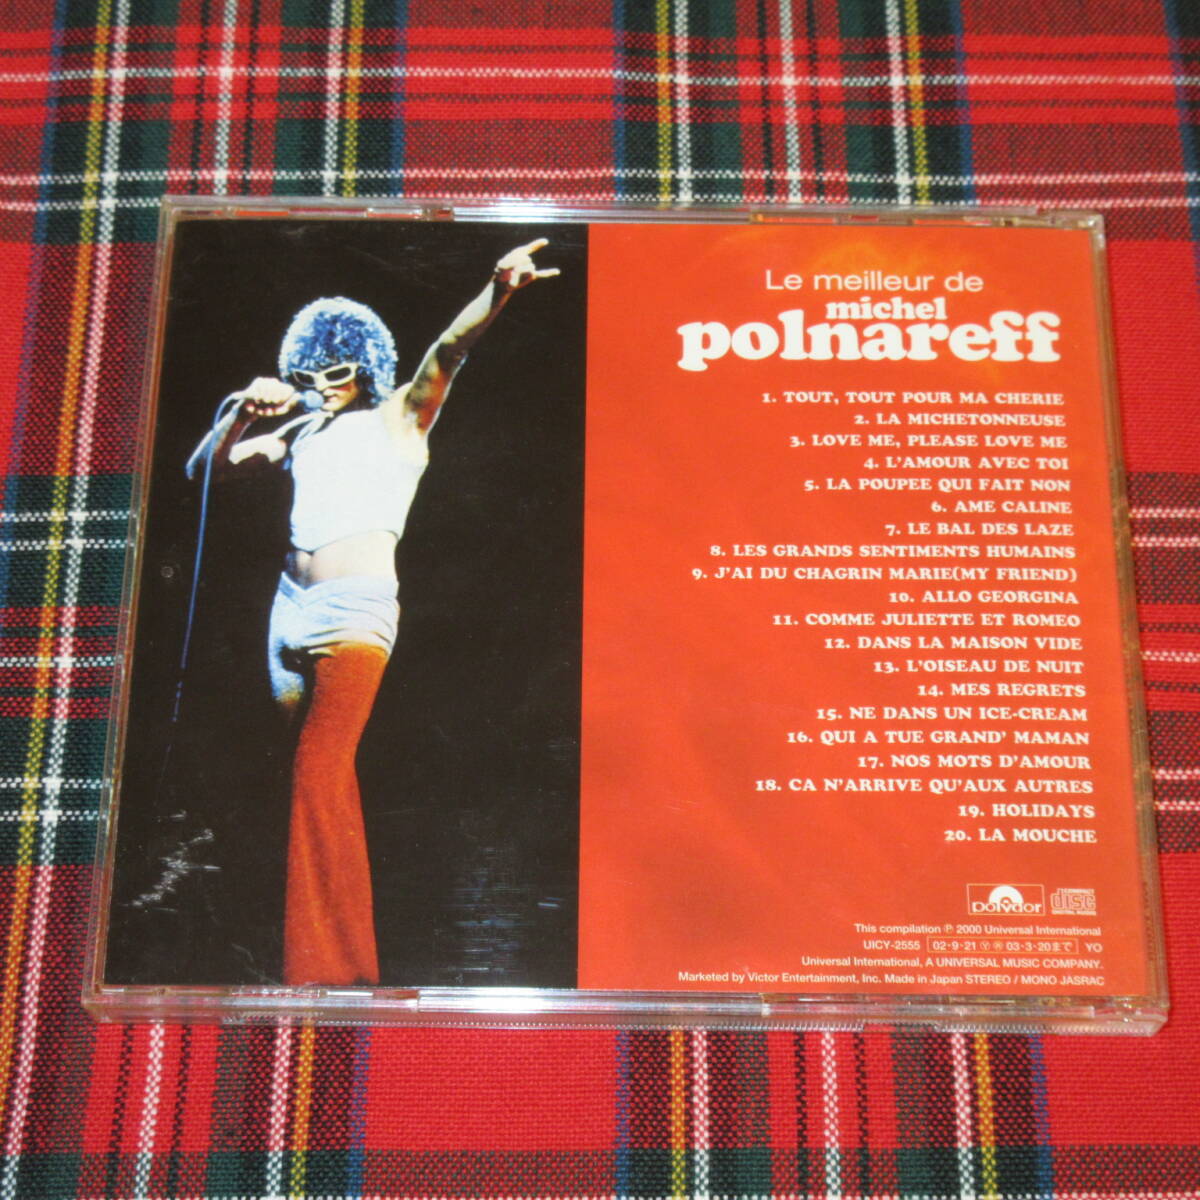 Le meilleur de
michel
polnareff
1. TOUT, TOUT POUR MA CHERIE
2. LA MICHETONNEUSE
3. LOVE ME, PLEASE LOVE ME
4. L'AMOUR AVEC TOI
5. LA POUPEE QUI FAIT NON
6. AME CALINE
7. LE BAL DES LAZE
8. LES GRANDS SENTIMENTS HUMAINS
9. J'AI DU CHAGRIN MARIE(MY FRIEND)
10. ALLO GEORGINA
11. COMME JULIETTE ET ROMEO
12. DANS LA MAISON VIDE
13. L'OISEAU DE NUIT
14. MES REGRETS
15. NE DANS UN ICE-CREAM
16. QUI A TUE GRAND' MAMAN
17. NOS MOTS D'AMOUR
18. CA N'ARRIVE QU'AUX AUTRES
19. HOLIDAYS
20. LA MOUCHE
polydor
COMPACT
disc
DIGITAL AUDIO
This compilation ℗ 2000 Universal International
UICY-2555 02・9・21 Ⓨ Ⓡ 03・3・20まで YO
Universal International, A UNIVERSAL MUSIC COMPANY.
Marketed by Victor Entertainment, Inc. Made in Japan STEREO / MONO JASRAC